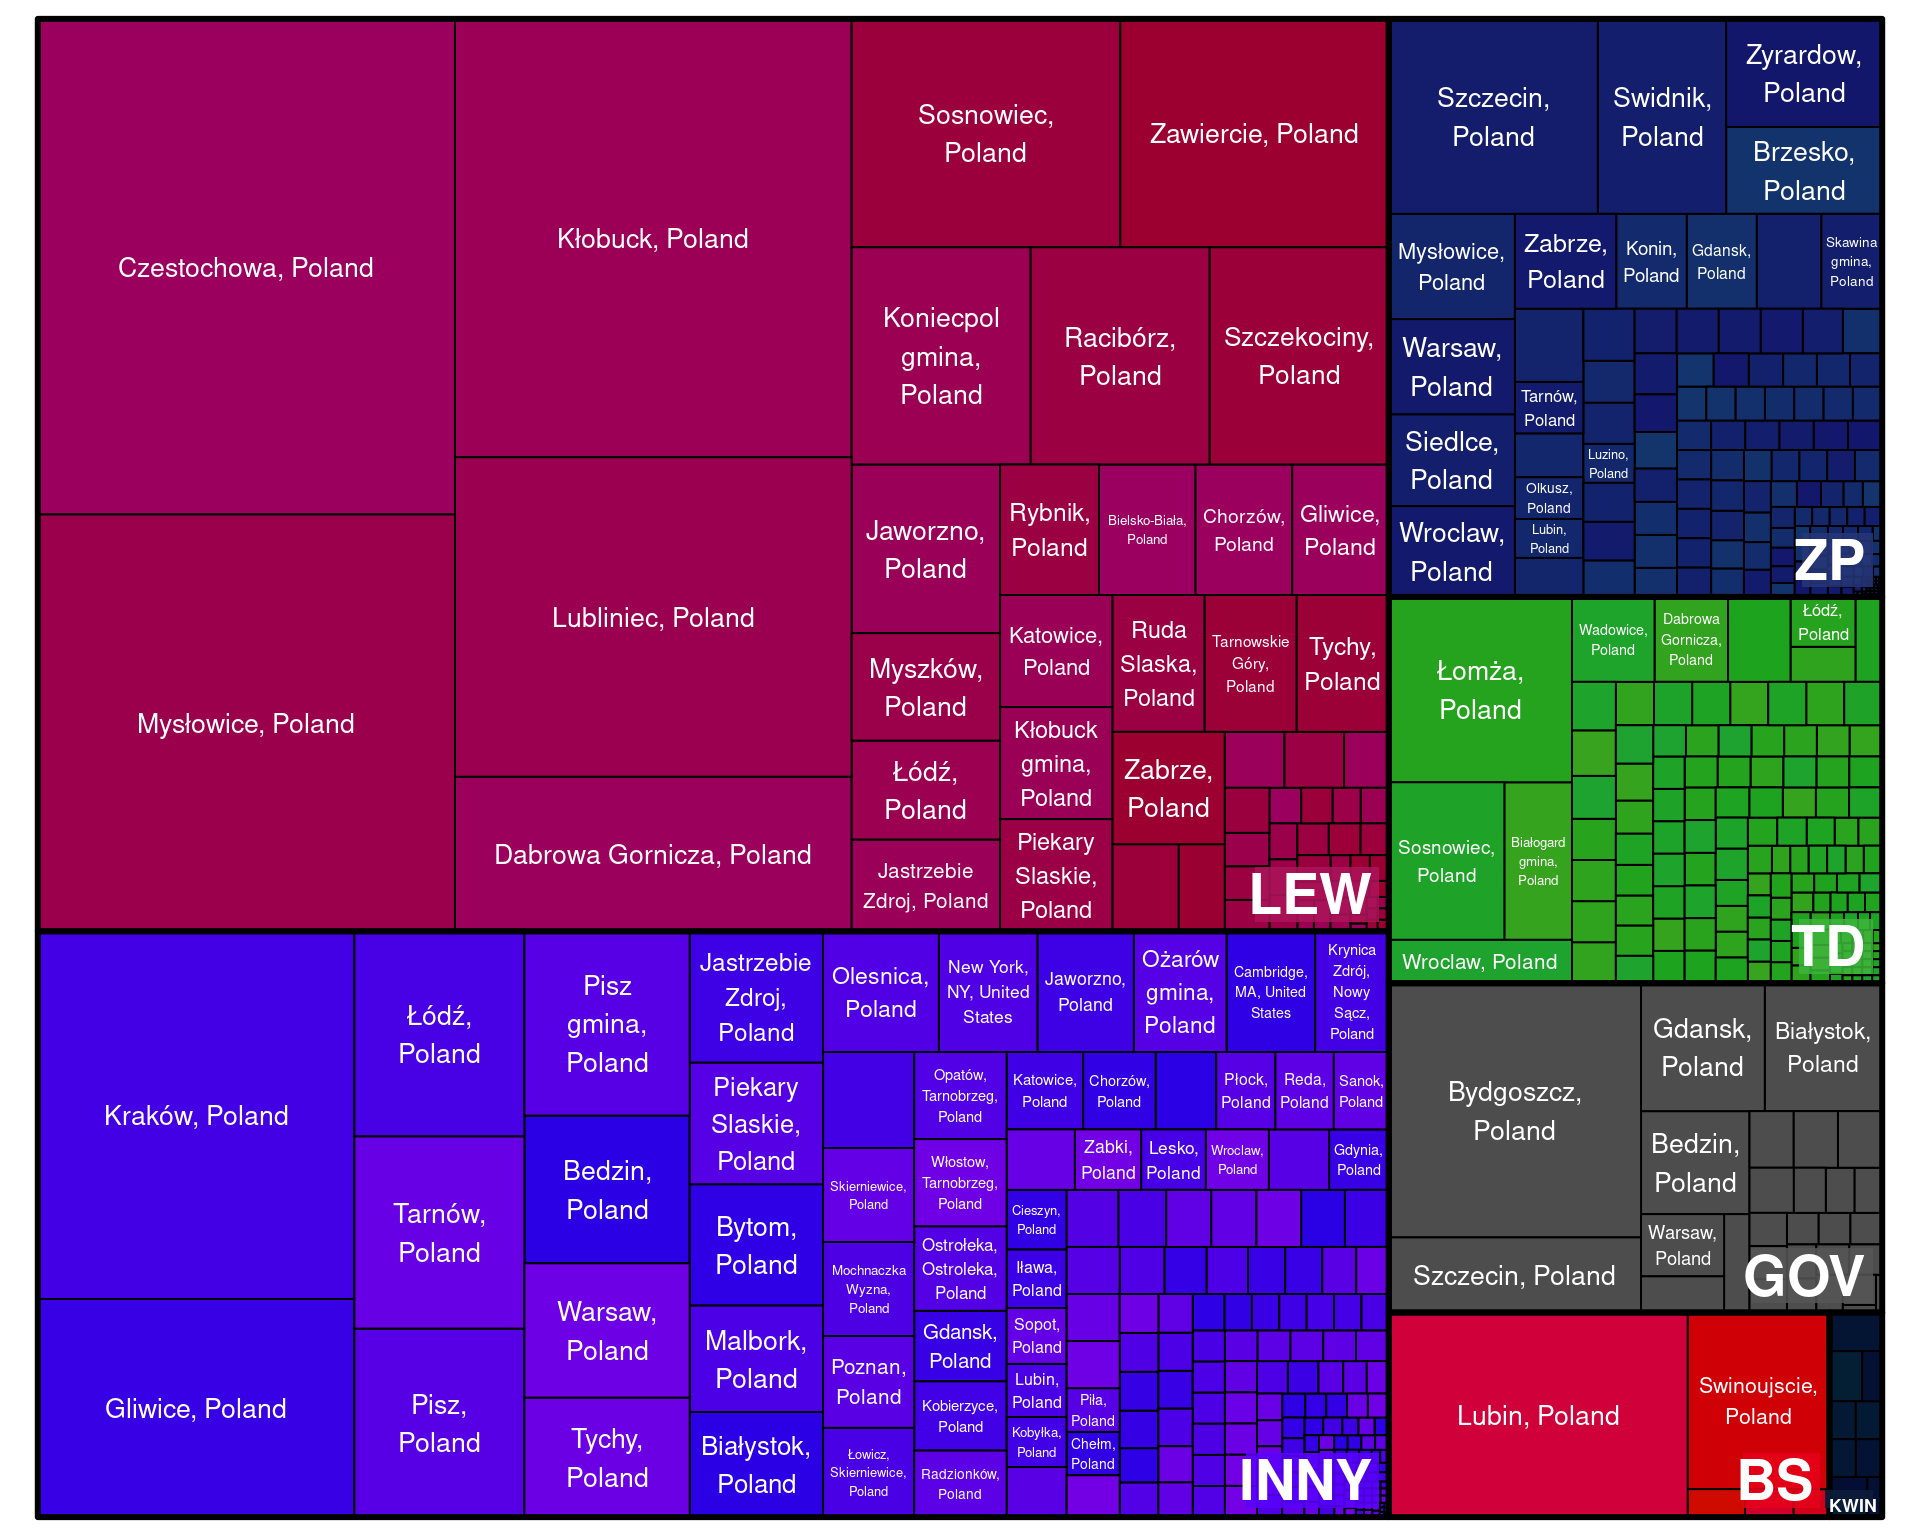 Czestochowa, Poland
Mysłowice, Poland
Kłobuck, Poland
Lubliniec, Poland
Dabrowa Gornicza, Poland
Sosnowiec,
Poland
Zawiercie, Poland
Koniecpol
gmina,
Poland
Racibórz,
Poland
Szczekociny,
Poland
Jaworzno,
Poland
Myszków,
Poland
Łódź,
Poland
Jastrzebie
Zdroj, Poland
Rybnik,
Poland
Bielsko-Biała,
Poland
Chorzów,
Poland
Gliwice,
Poland
Katowice,
Poland
Kłobuck
gmina,
Poland
Piekary
Slaskie,
Poland
Ruda
Slaska,
Poland
Tarnowskie
Góry,
Poland
Tychy,
Poland
Zabrze,
Poland
LEW
Szczecin,
Poland
Swidnik,
Poland
Zyrardow,
Poland
Brzesko,
Poland
Mysłowice,
Poland
Zabrze,
Poland
Konin,
Poland
Gdansk,
Poland
Skawina
gmina,
Poland
Warsaw,
Poland
Siedlce,
Poland
Wroclaw,
Poland
Tarnów,
Poland
Olkusz,
Poland
Lubin,
Poland
Luzino,
Poland
ZP
Łomża,
Poland
Wadowice,
Poland
Dabrowa
Gornicza,
Poland
Łódź,
Poland
Sosnowiec,
Poland
Białogard
gmina,
Poland
Wroclaw, Poland
TD
Kraków, Poland
Gliwice, Poland
Łódź,
Poland
Tarnów,
Poland
Pisz,
Poland
Pisz
gmina,
Poland
Bedzin,
Poland
Warsaw,
Poland
Tychy,
Poland
Jastrzebie
Zdroj,
Poland
Piekary
Slaskie,
Poland
Bytom,
Poland
Malbork,
Poland
Białystok,
Poland
Olesnica,
Poland
New York,
NY, United
States
Jaworzno,
Poland
Ożarów
gmina,
Poland
Cambridge,
MA, United
States
Krynica
Zdrój,
Nowy
Sącz,
Poland
Skierniewice,
Poland
Mochnaczka
Wyzna,
Poland
Poznan,
Poland
Łowicz,
Skierniewice,
Poland
Opatów,
Tarnobrzeg,
Poland
Włostow,
Tarnobrzeg,
Poland
Ostrołeka,
Ostroleka,
Poland
Gdansk,
Poland
Kobierzyce,
Poland
Radzionków,
Poland
Katowice,
Poland
Chorzów,
Poland
Płock,
Poland
Reda,
Poland
Sanok,
Poland
Zabki,
Poland
Lesko,
Poland
Wroclaw,
Poland
Gdynia,
Poland
Cieszyn,
Poland
Iława,
Poland
Sopot,
Poland
Lubin,
Poland
Kobyłka,
Poland
Piła,
Poland
Chełm,
Poland
INNY
Bydgoszcz,
Poland
Szczecin, Poland
Gdansk,
Poland
Białystok,
Poland
Bedzin,
Poland
Warsaw,
Poland
GOV
Lubin, Poland
Swinoujscie,
Poland
BS
KWIN